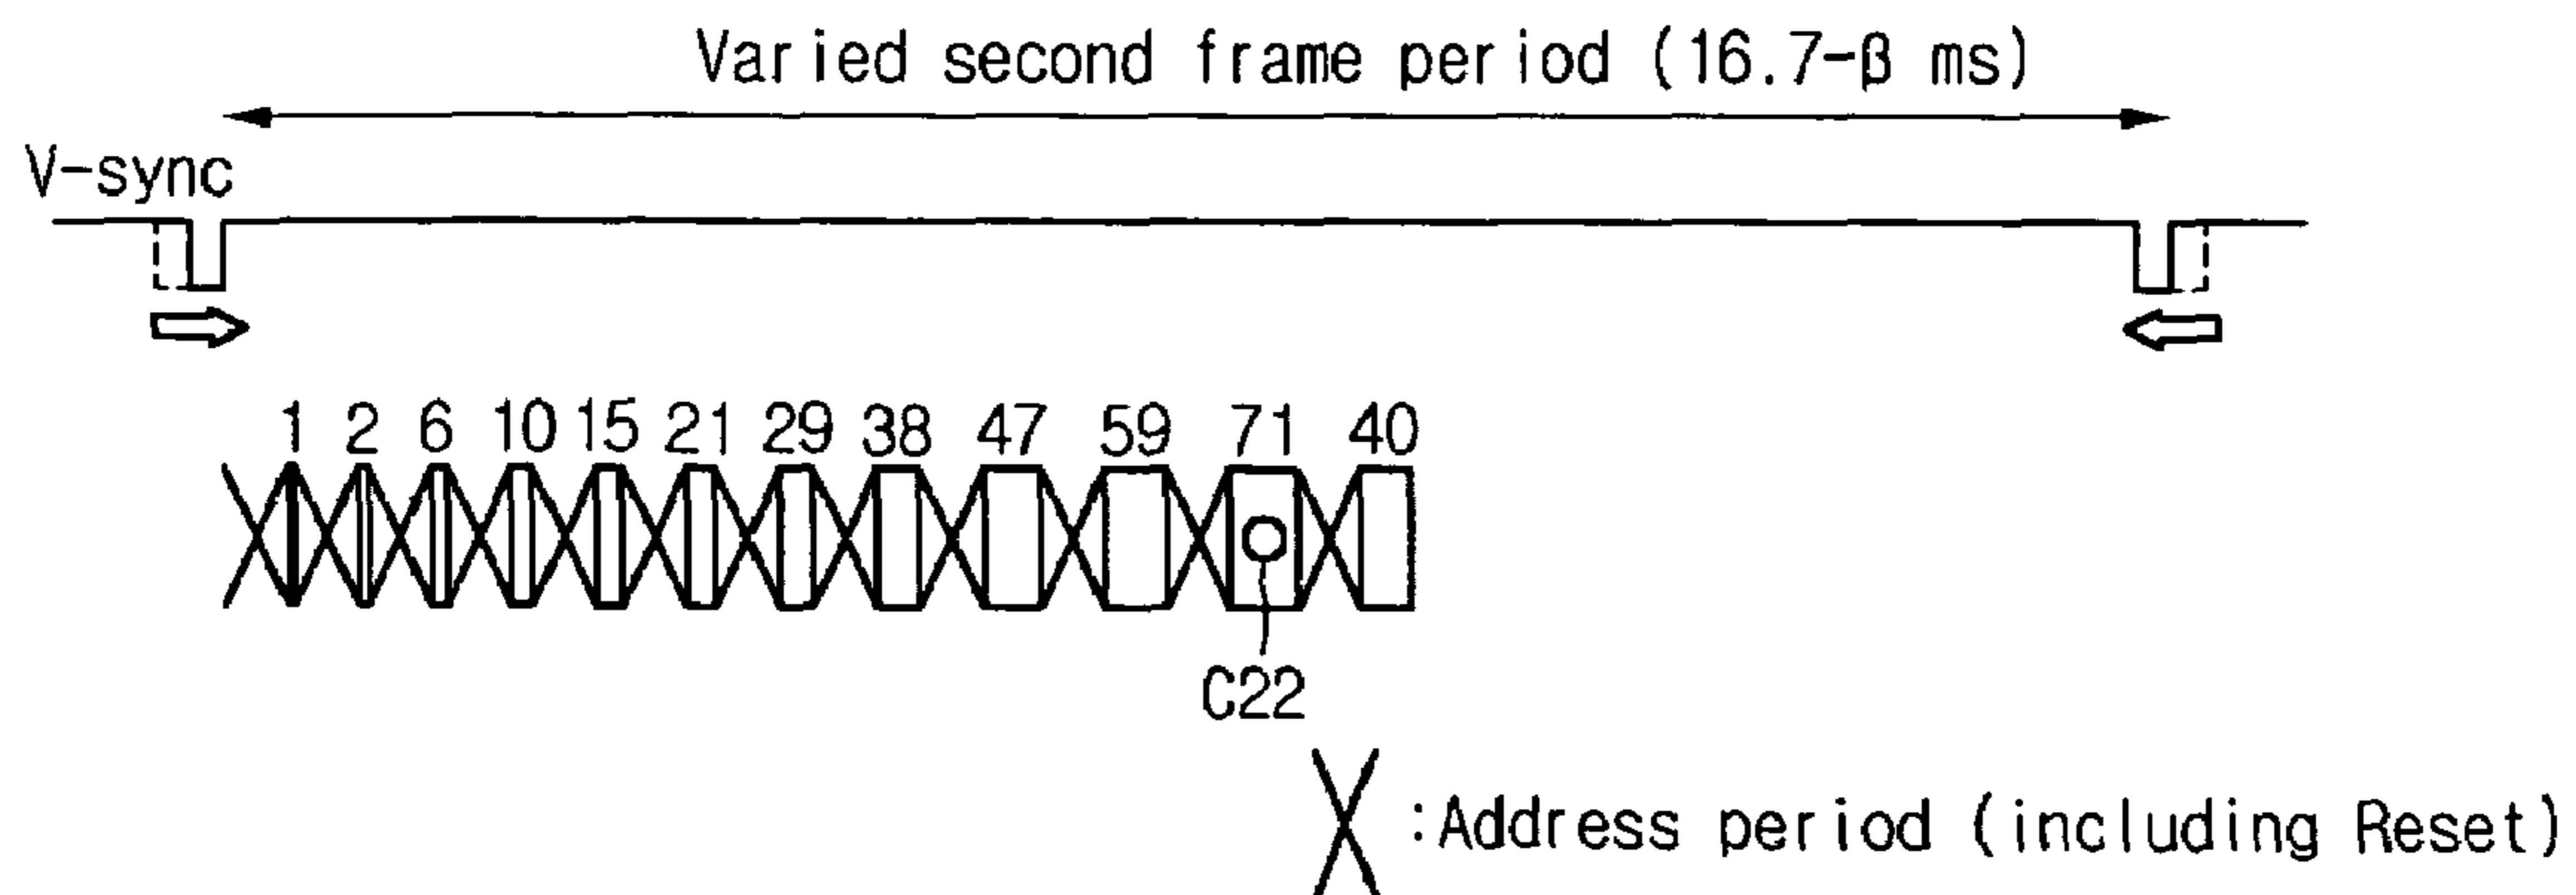 Varied second frame period (16.7-β ms)
V-sync
1 2 6 10 15 21 29 38 47 59 71 40
C22
:Address period (including Reset)